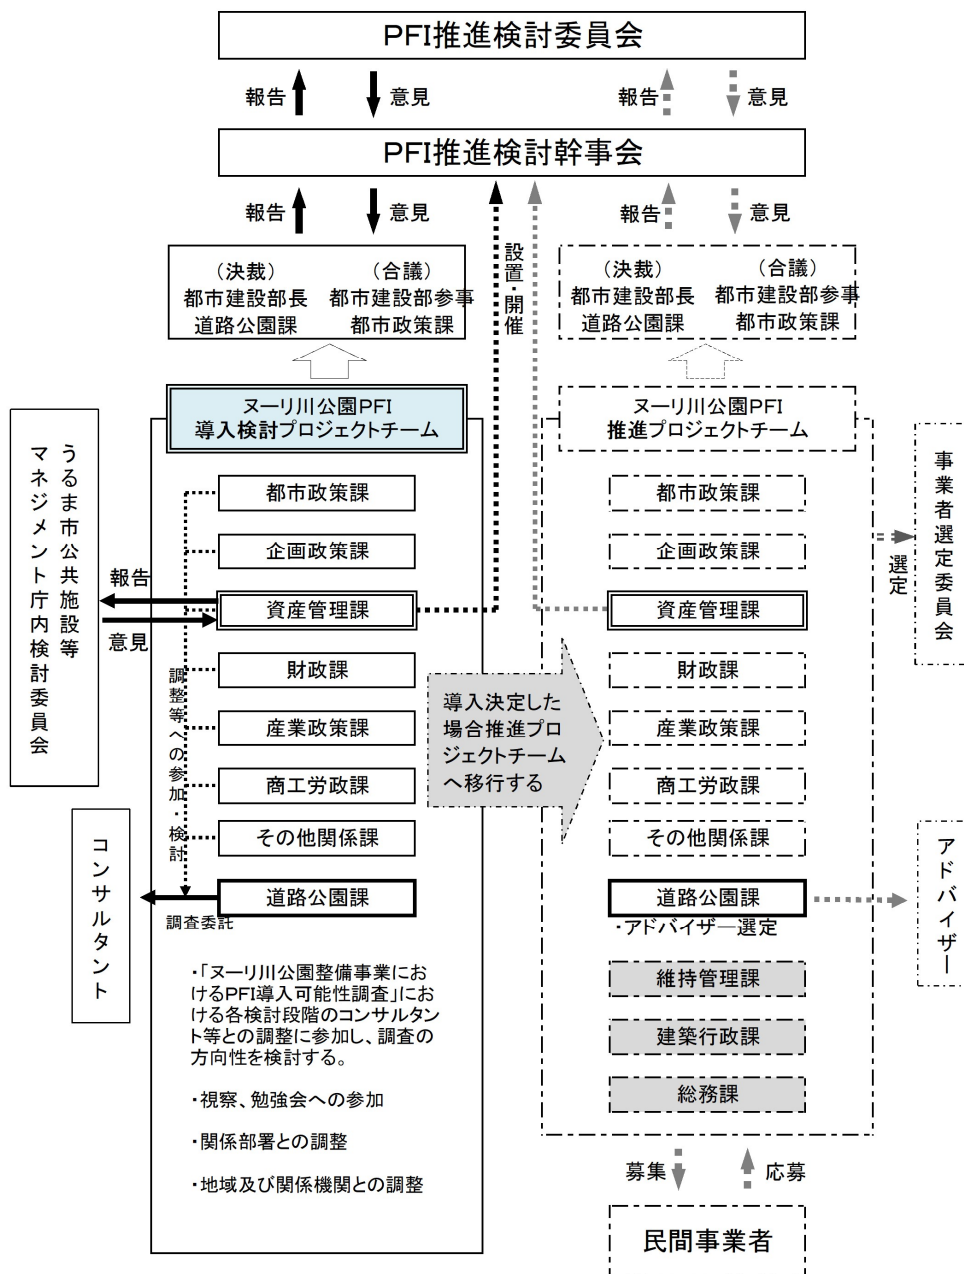 PFI推進検討委員会
報告
意見
報告
意見
PFI推進検討幹事会
報告
意見
設置・開催
報告
意見
（決裁）
都市建設部長
道路公園課
（合議）
都市建設部参事
都市政策課
（決裁）
都市建設部長
道路公園課
（合議）
都市建設部参事
都市政策課
ヌーリ川公園PFI
導入検討プロジェクトチーム
ヌーリ川公園PFI
推進プロジェクトチーム
うるま市公共施設等
マネジメント庁内検討委員会
報告
意見
都市政策課
企画政策課
資産管理課
財政課
産業政策課
商工労政課
その他関係課
道路公園課
調整等への参加・検討
コンサルタント
調査委託
・「ヌーリ川公園整備事業にお
けるPFI導入可能性調査」にお
ける各検討段階のコンサルタン
ト等との調整に参加し、調査の
方向性を検討する。
・視察、勉強会への参加
・関係部署との調整
・地域及び関係機関との調整
導入決定した
場合推進プロ
ジェクトチーム
へ移行する
都市政策課
企画政策課
資産管理課
財政課
産業政策課
商工労政課
その他関係課
道路公園課
・アドバイザー選定
維持管理課
建築行政課
総務課
選定
事業者選定委員会
アドバイザー
募集
応募
民間事業者